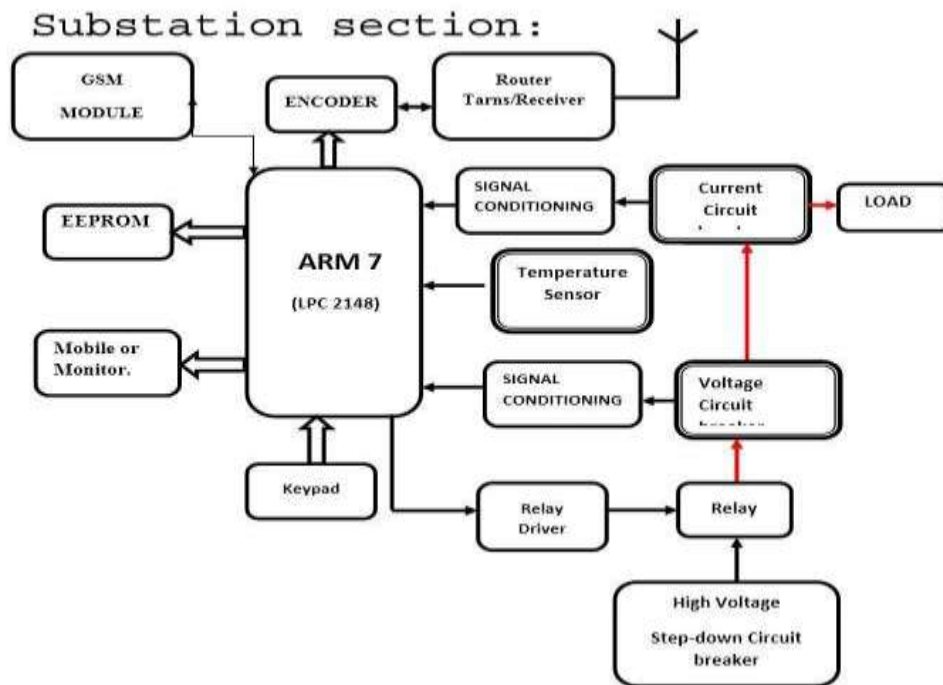 Substation section:
GSM
MODULE
ENCODER
Router
Tarns/Receiver
SIGNAL
CONDITIONING
Current
Circuit
LOAD
EEPROM
ARM 7
(LPC 2148)
Temperature
Sensor
Mobile or
Monitor.
SIGNAL
CONDITIONING
Voltage
Circuit
breaker
Keypad
Relay
Driver
Relay
High Voltage
Step-down Circuit
breaker